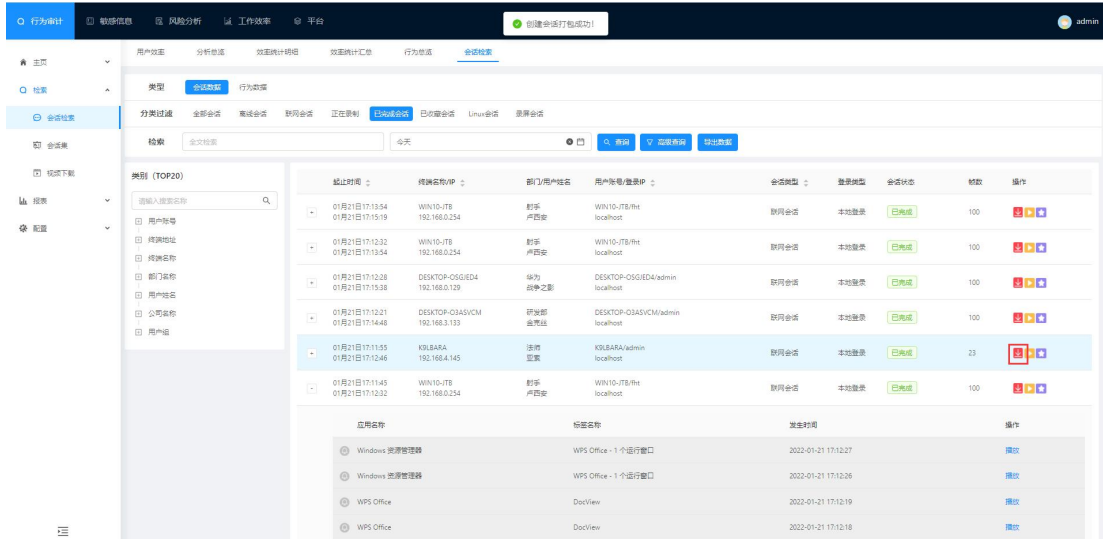 行为审计 敏感信息 风险分析 工作效率 平台 创建会话打包成功! admin
用户效率 分析总览 效率统计明细 效率统计汇总 行为总览 会话检索
主页
检索
会话检索
会话集
视频下载
报表
配置
类型 会话数据 行为数据
分类过滤 全部会话 离线会话 联网会话 正在录制 已完成会话 已收藏会话 Linux会话 录屏会话
检索 全文检索 今天 查询 高级查询 导出数据
类别 (TOP20)
请输入搜索名称
用户账号
终端地址
终端名称
部门名称
用户姓名
公司名称
用户组
起止时间 终端名称/IP 部门/用户姓名 用户账号/登录IP 会话类型 登录类型 会话状态 帧数 操作
01月21日17:13:54 WIN10-JTB 射手 WIN10-JTB/fht 联网会话 本地登录 已完成 100
01月21日17:15:19 192.168.0.254 卢西安 localhost
01月21日17:12:32 WIN10-JTB 射手 WIN10-JTB/fht 联网会话 本地登录 已完成 100
01月21日17:13:54 192.168.0.254 卢西安 localhost
01月21日17:12:28 DESKTOP-OSGJED4 华为 DESKTOP-OSGJED4/admin 联网会话 本地登录 已完成 100
01月21日17:15:38 192.168.0.129 战争之影 localhost
01月21日17:12:21 DESKTOP-O3ASVCM 研发部 DESKTOP-O3ASVCM/admin 联网会话 本地登录 已完成 100
01月21日17:14:48 192.168.3.133 金克丝 localhost
01月21日17:11:55 K9LBARA 法师 K9LBARA/admin 联网会话 本地登录 已完成 23
01月21日17:12:46 192.168.4.145 亚索 localhost
01月21日17:11:45 WIN10-JTB 射手 WIN10-JTB/fht 联网会话 本地登录 已完成 100
01月21日17:12:32 192.168.0.254 卢西安 localhost
应用名称 标签名称 发生时间 操作
Windows 资源管理器 WPS Office - 1 个运行窗口 2022-01-21 17:12:27 播放
Windows 资源管理器 WPS Office - 1 个运行窗口 2022-01-21 17:12:26 播放
WPS Office DocView 2022-01-21 17:12:19 播放
WPS Office DocView 2022-01-21 17:12:18 播放